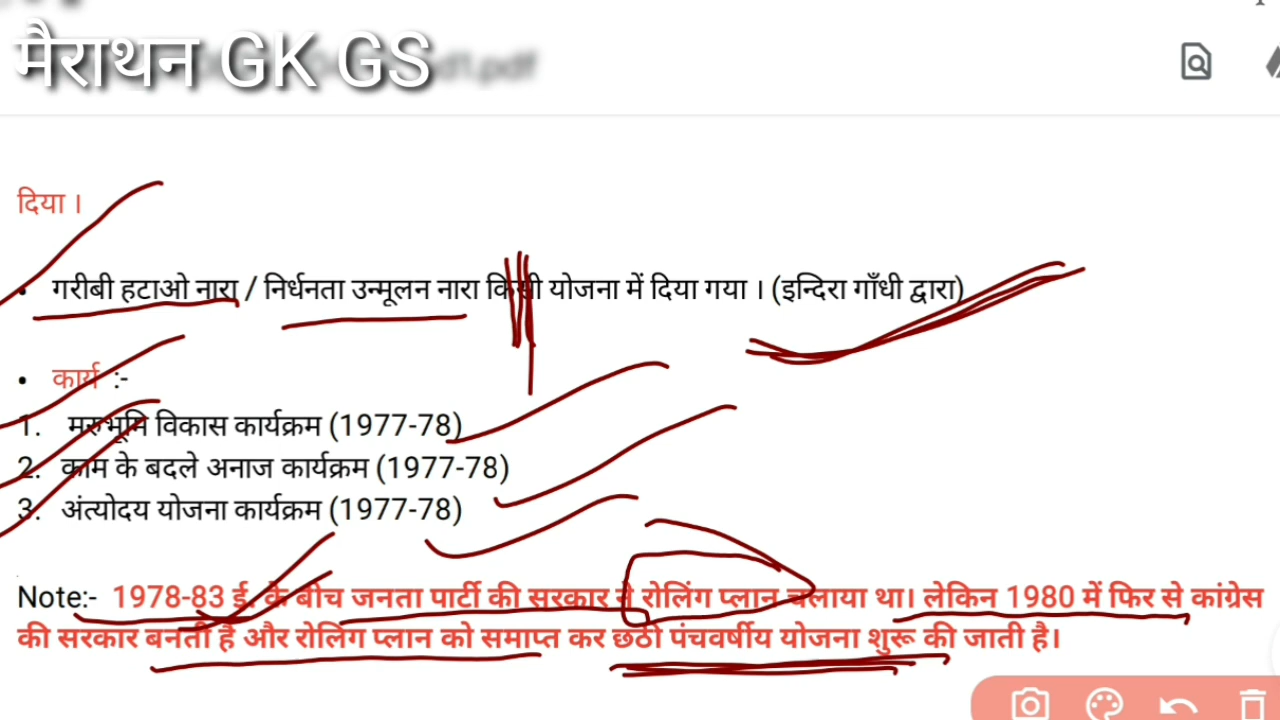 मैराथन GK GS
दिया ।
• गरीबी हटाओ नारा / निर्धनता उन्मूलन नारा किसी योजना में दिया गया । (इन्दिरा गाँधी द्वारा)
• कार्य :-
1. मरुभूमि विकास कार्यक्रम (1977-78)
2. काम के बदले अनाज कार्यक्रम (1977-78)
3. अंत्योदय योजना कार्यक्रम (1977-78)
Note:- 1978-83 ई. के बीच जनता पार्टी की सरकार ने रोलिंग प्लान चलाया था। लेकिन 1980 में फिर से कांग्रेस
की सरकार बनती है और रोलिंग प्लान को समाप्त कर छठी पंचवर्षीय योजना शुरू की जाती है।